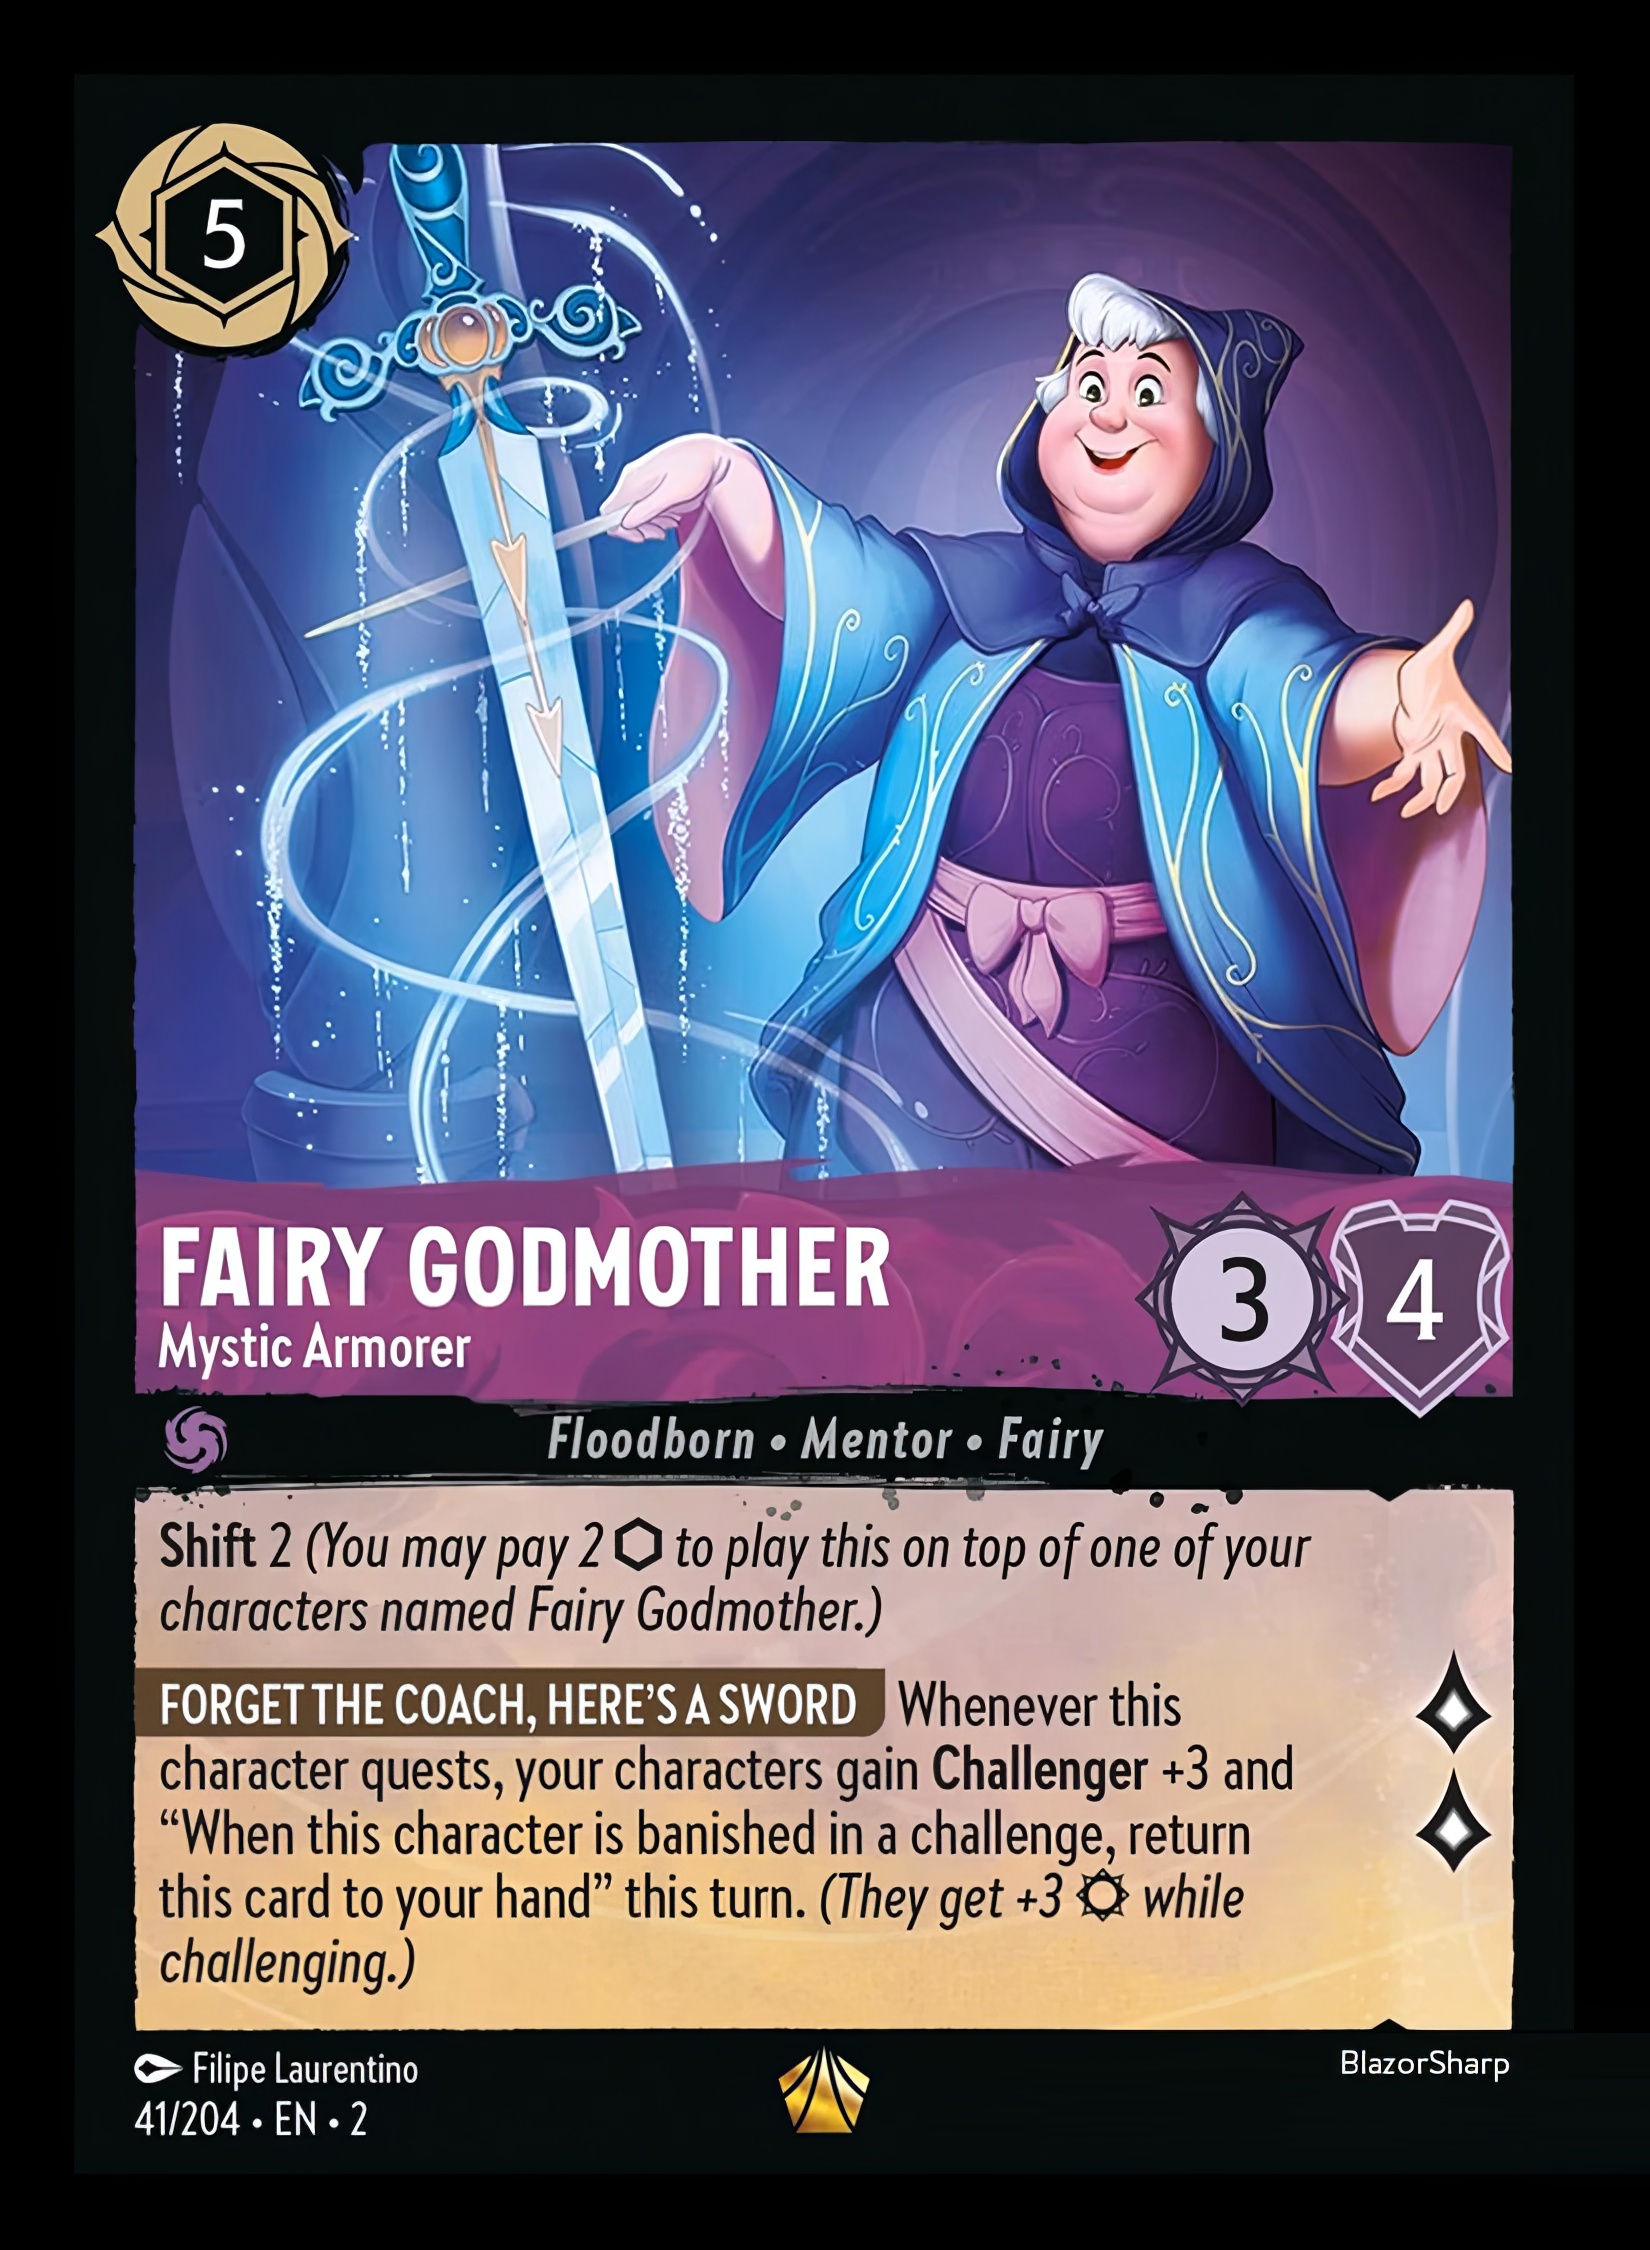 5
FAIRY GODMOTHER
Mystic Armorer
3
4
Floodborn • Mentor • Fairy
Shift 2 (You may pay 2 ⬡ to play this on top of one of your
characters named Fairy Godmother.)
FORGET THE COACH, HERE'S A SWORD Whenever this
character quests, your characters gain Challenger +3 and
“When this character is banished in a challenge, return
this card to your hand” this turn. (They get +3 ¤ while
challenging.)
Filipe Laurentino
41/204 • EN • 2
BlazorSharp